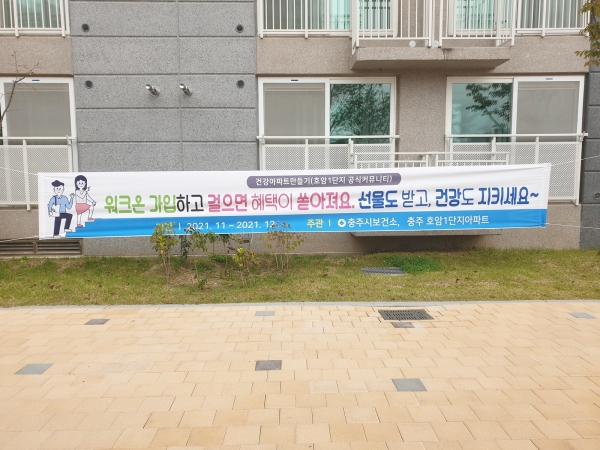 건강아파트만들기(호암1단지 공식커뮤니티)
워크온 가입하고 걸으면 혜택이 쏟아져요. 선물도 받고, 건강도 지키세요~
2021. 11 ~ 2021. 12 주관 | 충주시보건소, 충주 호암1단지아파트